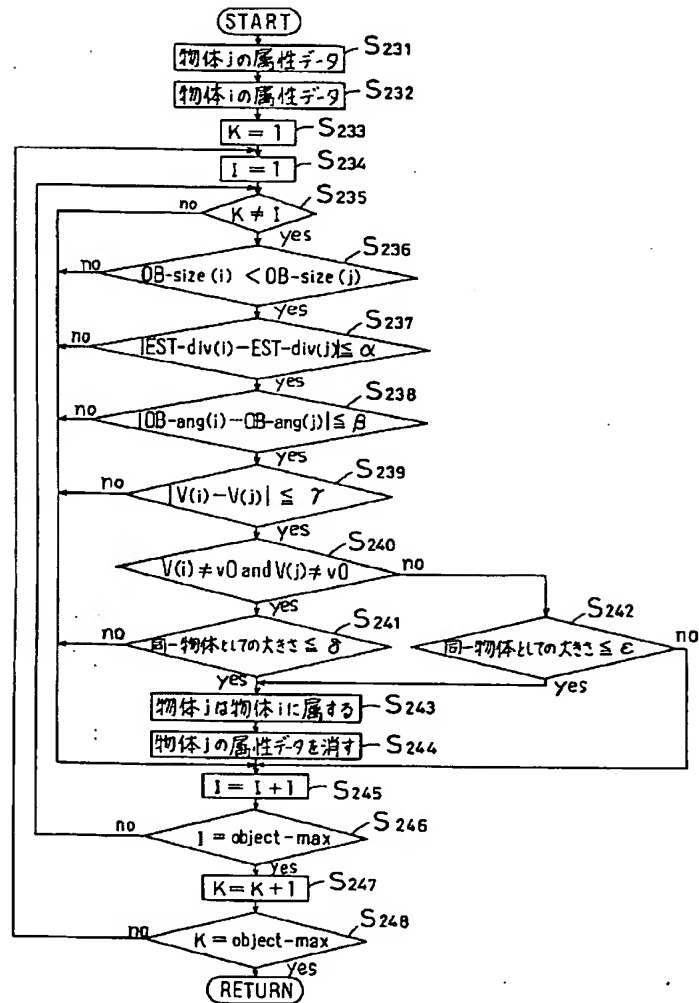 START
物体jの属性データ S231
物体iの属性データ S232
K = 1 S233
I = 1 S234
K ≠ I S235
no
yes
OB-size (i) < OB-size (j) S236
no
yes
|EST-div(i)-EST-div(j)| ≦ α S237
no
yes
|OB-ang(i)-OB-ang(j)| ≦ β S238
no
yes
|V(i)-V(j)| ≦ γ S239
no
yes
V(i) ≠ v0 and V(j) ≠ v0 S240
no
yes
同一物体としての大きさ ≦ δ S241
no
yes
同一物体としての大きさ ≦ ε S242
no
yes
物体jは物体iに属する S243
物体jの属性データを消す S244
I = I + 1 S245
I = object-max S246
no
yes
K = K + 1 S247
K = object-max S248
no
yes
RETURN